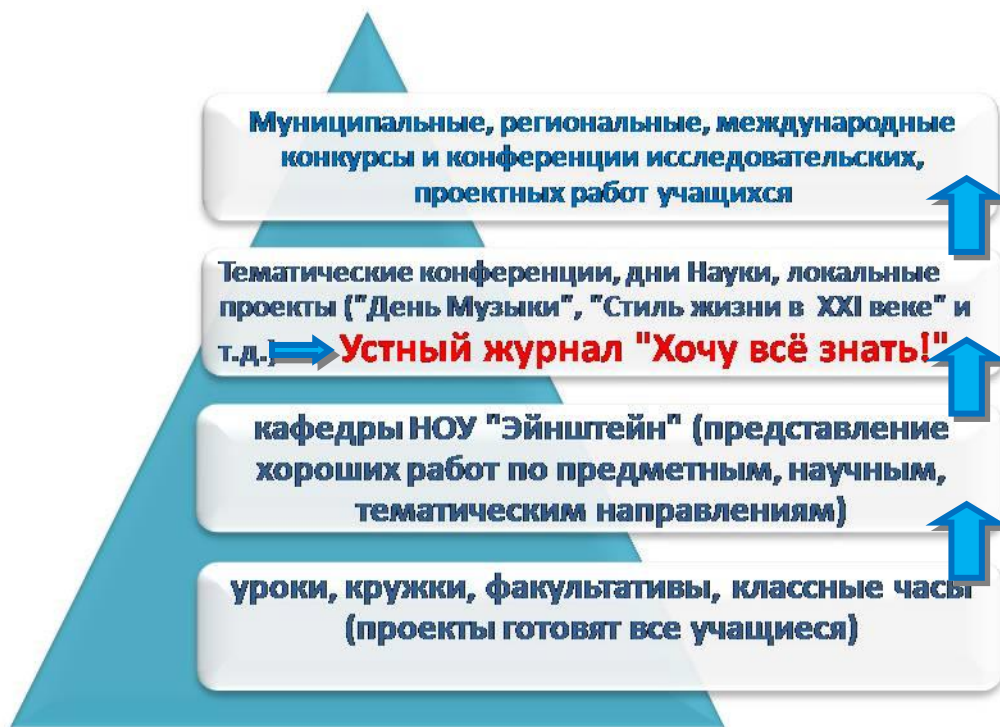 Муниципальные, региональные, международные
конкурсы и конференции исследовательских,
проектных работ учащихся
Тематические конференции, дни Науки, локальные
проекты ("День Музыки", "Стиль жизни в XXI веке" и
т.д.) Устный журнал "Хочу всё знать!"
кафедры НОУ "Эйнштейн" (представление
хороших работ по предметным, научным,
тематическим направлениям)
уроки, кружки, факультативы, классные часы
(проекты готовят все учащиеся)